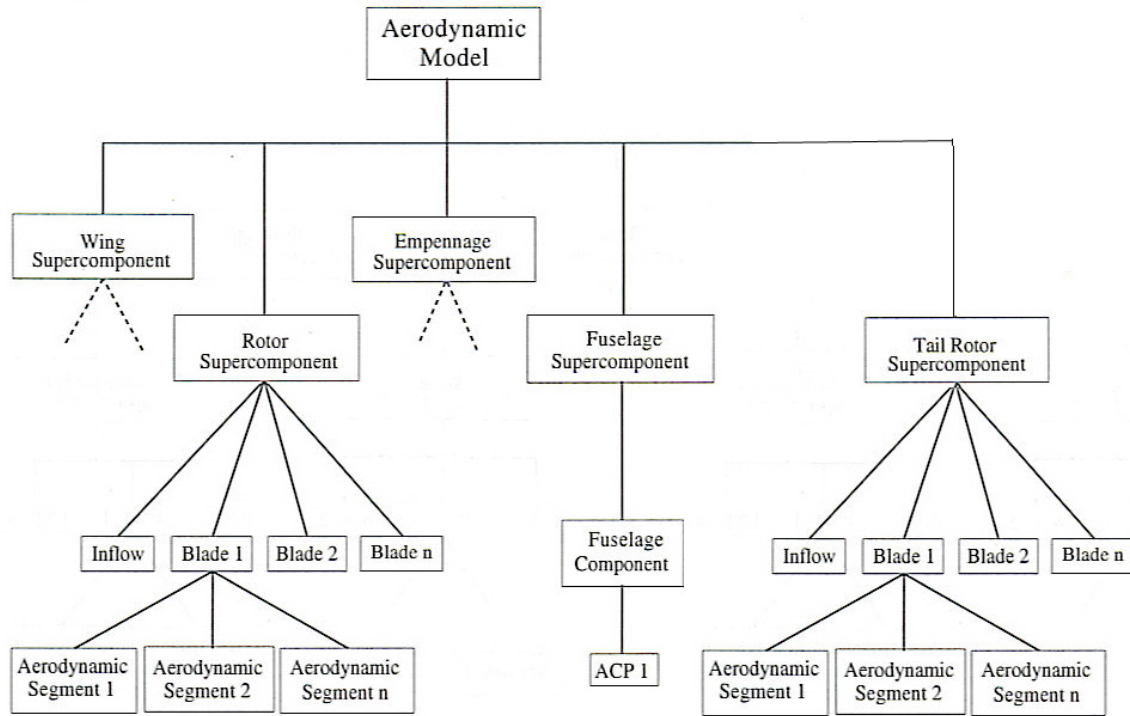 Aerodynamic
Model
Wing
Supercomponent
Empennage
Supercomponent
Rotor
Supercomponent
Fuselage
Supercomponent
Tail Rotor
Supercomponent
Inflow
Blade 1
Blade 2
Blade n
Fuselage
Component
Inflow
Blade 1
Blade 2
Blade n
Aerodynamic
Segment 1
Aerodynamic
Segment 2
Aerodynamic
Segment n
ACP 1
Aerodynamic
Segment 1
Aerodynamic
Segment 2
Aerodynamic
Segment n